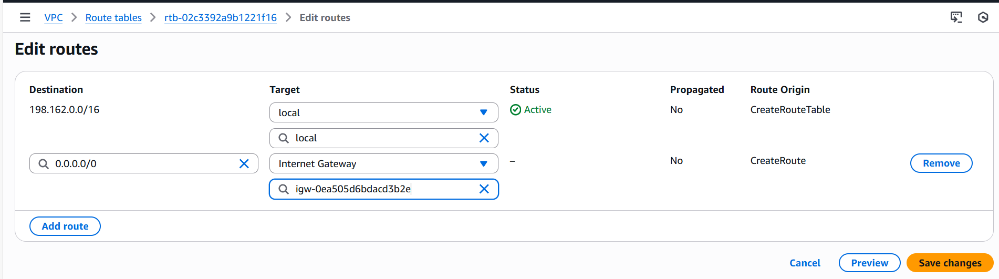 VPC > Route tables > rtb-02c3392a9b1221f16 > Edit routes
Edit routes
Destination Target Status Propagated Route Origin
198.162.0.0/16 local Active No CreateRouteTable
local
0.0.0.0/0 Internet Gateway – No CreateRoute Remove
igw-0ea505d6bdacd3b2e
Add route
Cancel Preview Save changes